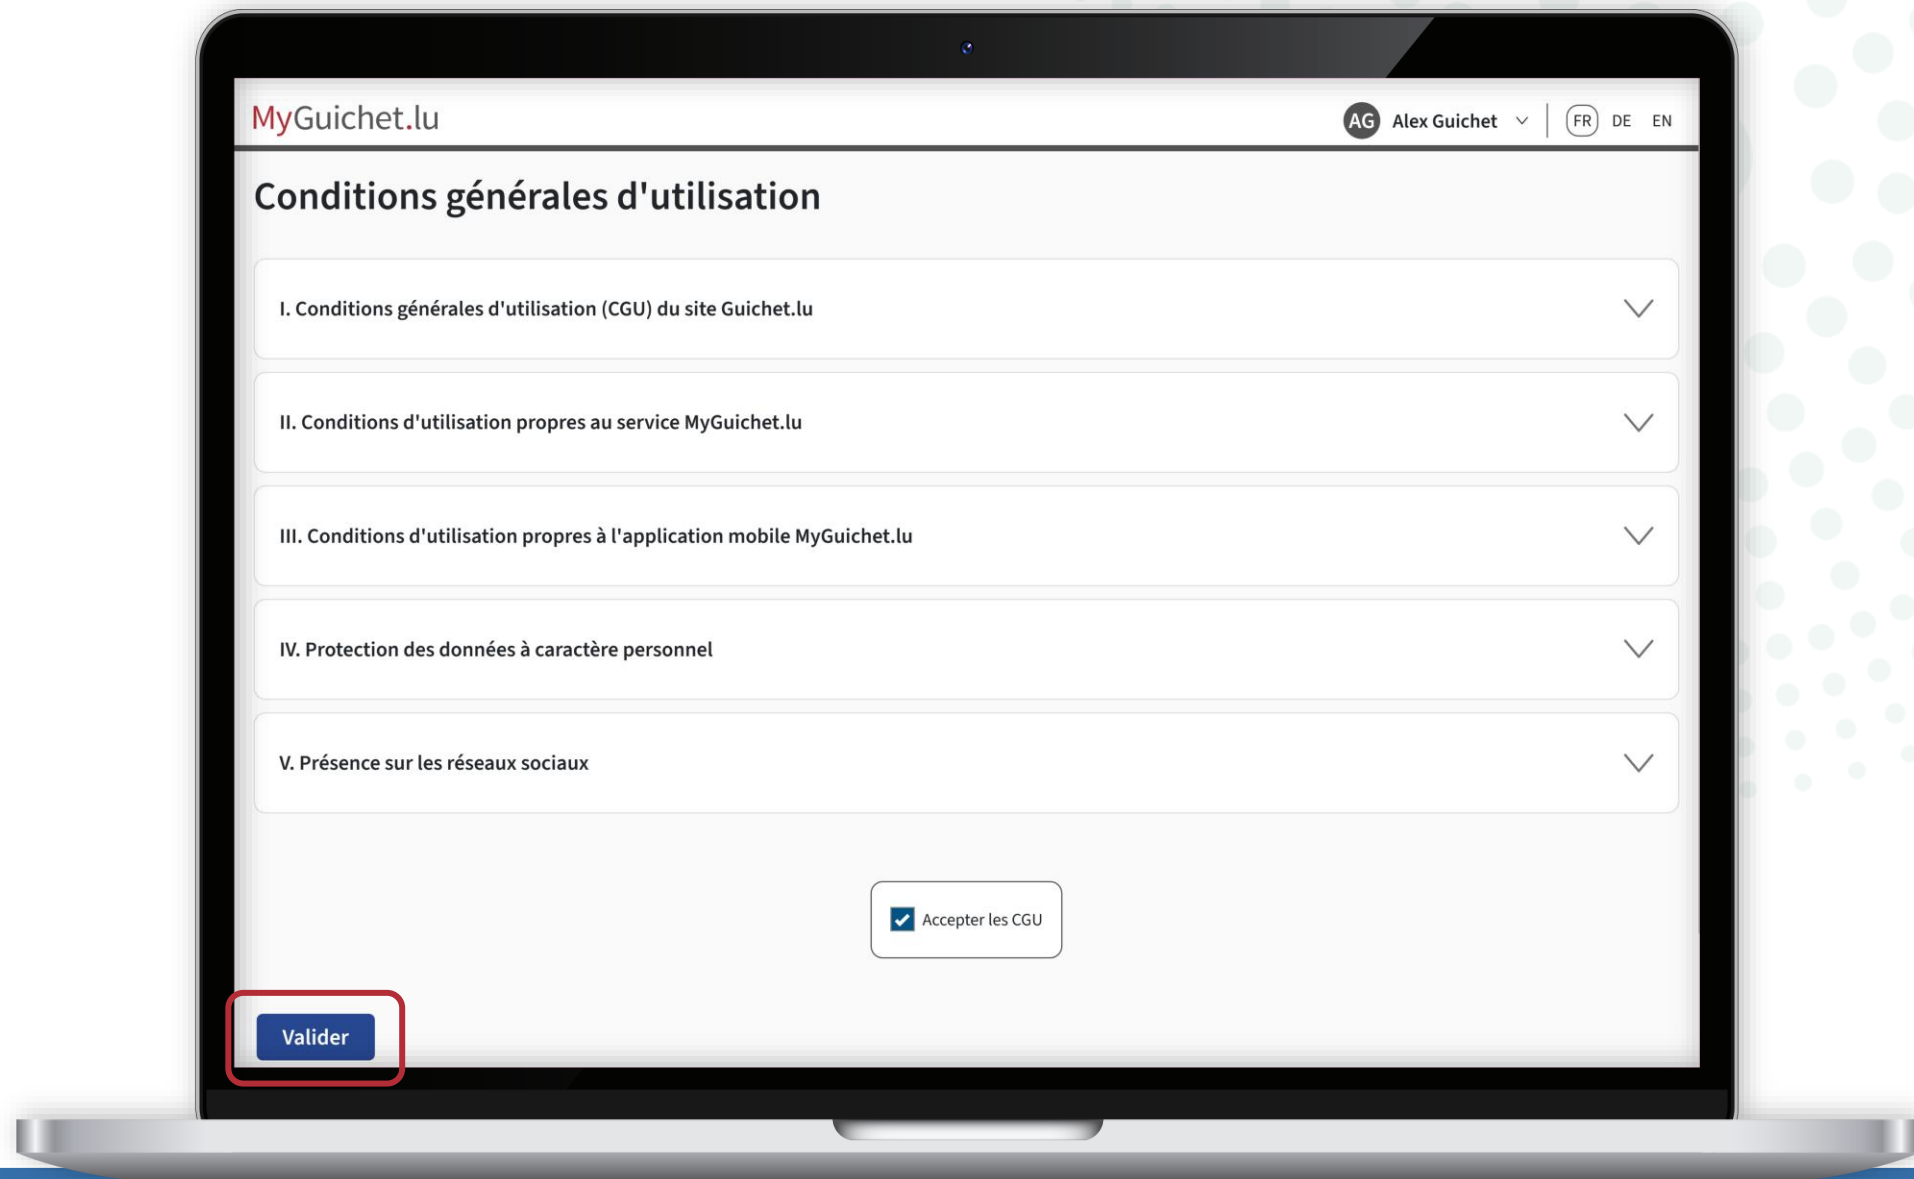 MyGuichet.lu
AG Alex Guichet FR DE EN
Conditions générales d'utilisation
I. Conditions générales d'utilisation (CGU) du site Guichet.lu
II. Conditions d'utilisation propres au service MyGuichet.lu
III. Conditions d'utilisation propres à l'application mobile MyGuichet.lu
IV. Protection des données à caractère personnel
V. Présence sur les réseaux sociaux
Accepter les CGU
Valider